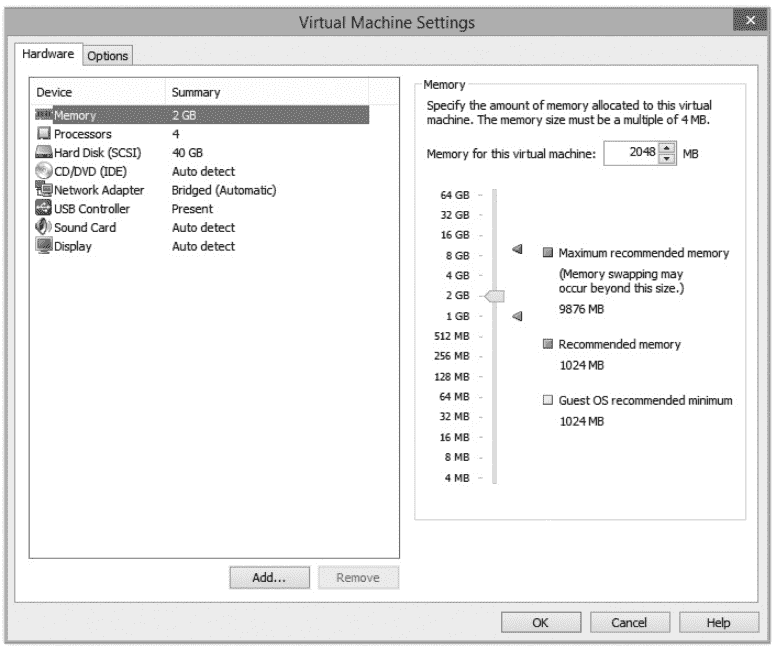 Virtual Machine Settings
x
Hardware Options
Device Summary
Memory 2 GB
Processors 4
Hard Disk (SCSI) 40 GB
CD/DVD (IDE) Auto detect
Network Adapter Bridged (Automatic)
USB Controller Present
Sound Card Auto detect
Display Auto detect
Add... Remove
Memory
Specify the amount of memory allocated to this virtual
machine. The memory size must be a multiple of 4 MB.
Memory for this virtual machine: 2048 MB
64 GB
32 GB
16 GB
8 GB
4 GB
2 GB
1 GB
512 MB
256 MB
128 MB
64 MB
32 MB
16 MB
8 MB
4 MB
Maximum recommended memory
(Memory swapping may
occur beyond this size.)
9876 MB
Recommended memory
1024 MB
Guest OS recommended minimum
1024 MB
OK Cancel Help